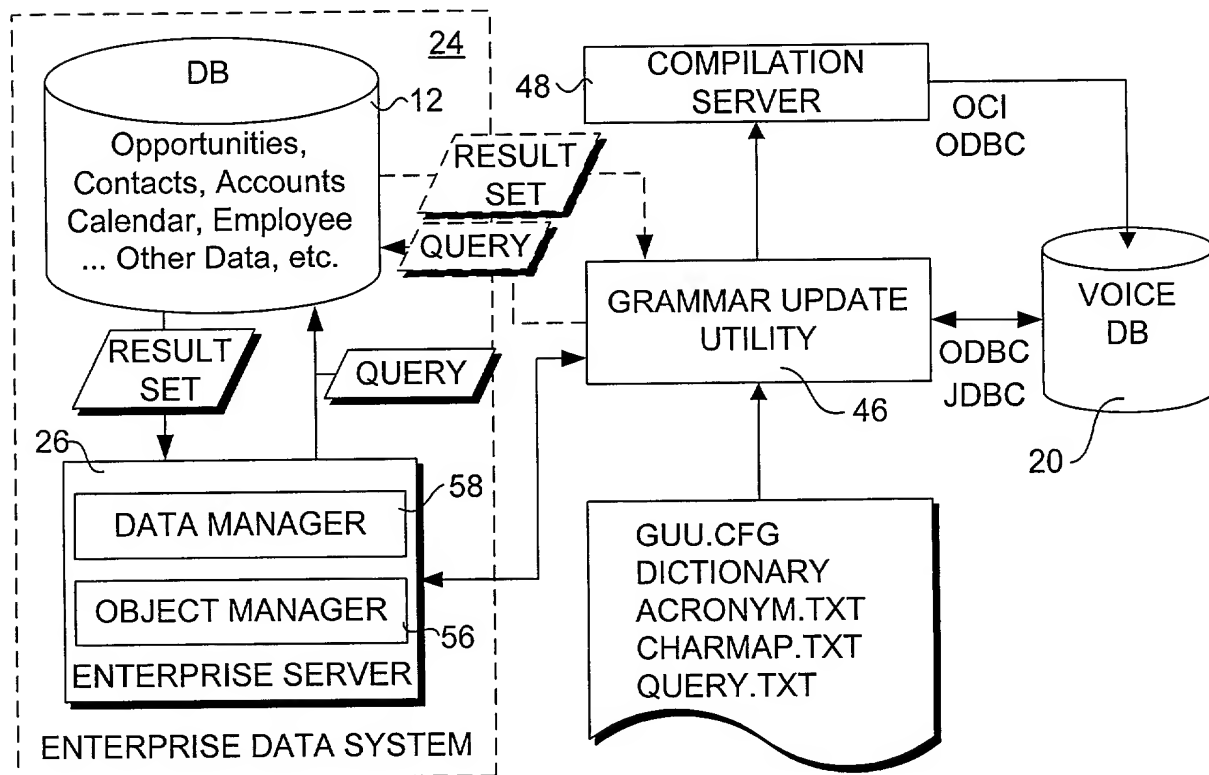 DB
24
12
Opportunities,
Contacts, Accounts
Calendar, Employee
... Other Data, etc.
RESULT
SET
QUERY
RESULT
SET
QUERY
26
DATA MANAGER
58
OBJECT MANAGER
56
ENTERPRISE SERVER
ENTERPRISE DATA SYSTEM
48
COMPILATION
SERVER
OCI
ODBC
GRAMMAR UPDATE
UTILITY
46
ODBC
JDBC
VOICE
DB
20
GUU.CFG
DICTIONARY
ACRONYM.TXT
CHARMAP.TXT
QUERY.TXT